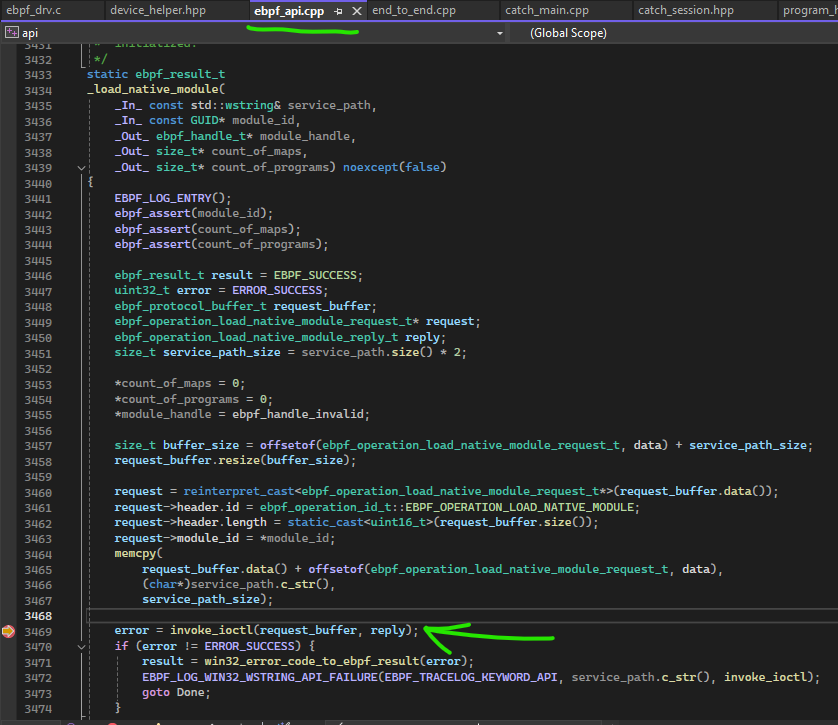 ebpf_drv.c device_helper.hpp ebpf_api.cpp end_to_end.cpp catch_main.cpp catch_session.hpp program_h
api (Global Scope)
3431 * initialized.
3432 */
3433 static ebpf_result_t
3434 _load_native_module(
3435 _In_ const std::wstring& service_path,
3436 _In_ const GUID* module_id,
3437 _Out_ ebpf_handle_t* module_handle,
3438 _Out_ size_t* count_of_maps,
3439 _Out_ size_t* count_of_programs) noexcept(false)
3440 {
3441 EBPF_LOG_ENTRY();
3442 ebpf_assert(module_id);
3443 ebpf_assert(count_of_maps);
3444 ebpf_assert(count_of_programs);
3445
3446 ebpf_result_t result = EBPF_SUCCESS;
3447 uint32_t error = ERROR_SUCCESS;
3448 ebpf_protocol_buffer_t request_buffer;
3449 ebpf_operation_load_native_module_request_t* request;
3450 ebpf_operation_load_native_module_reply_t reply;
3451 size_t service_path_size = service_path.size() * 2;
3452
3453 *count_of_maps = 0;
3454 *count_of_programs = 0;
3455 *module_handle = ebpf_handle_invalid;
3456
3457 size_t buffer_size = offsetof(ebpf_operation_load_native_module_request_t, data) + service_path_size;
3458 request_buffer.resize(buffer_size);
3459
3460 request = reinterpret_cast<ebpf_operation_load_native_module_request_t*>(request_buffer.data());
3461 request->header.id = ebpf_operation_id_t::EBPF_OPERATION_LOAD_NATIVE_MODULE;
3462 request->header.length = static_cast<uint16_t>(request_buffer.size());
3463 request->module_id = *module_id;
3464 memcpy(
3465 request_buffer.data() + offsetof(ebpf_operation_load_native_module_request_t, data),
3466 (char*)service_path.c_str(),
3467 service_path_size);
3468
3469 error = invoke_ioctl(request_buffer, reply);
3470 if (error != ERROR_SUCCESS) {
3471 result = win32_error_code_to_ebpf_result(error);
3472 EBPF_LOG_WIN32_WSTRING_API_FAILURE(EBPF_TRACELOG_KEYWORD_API, service_path.c_str(), invoke_ioctl);
3473 goto Done;
3474 }